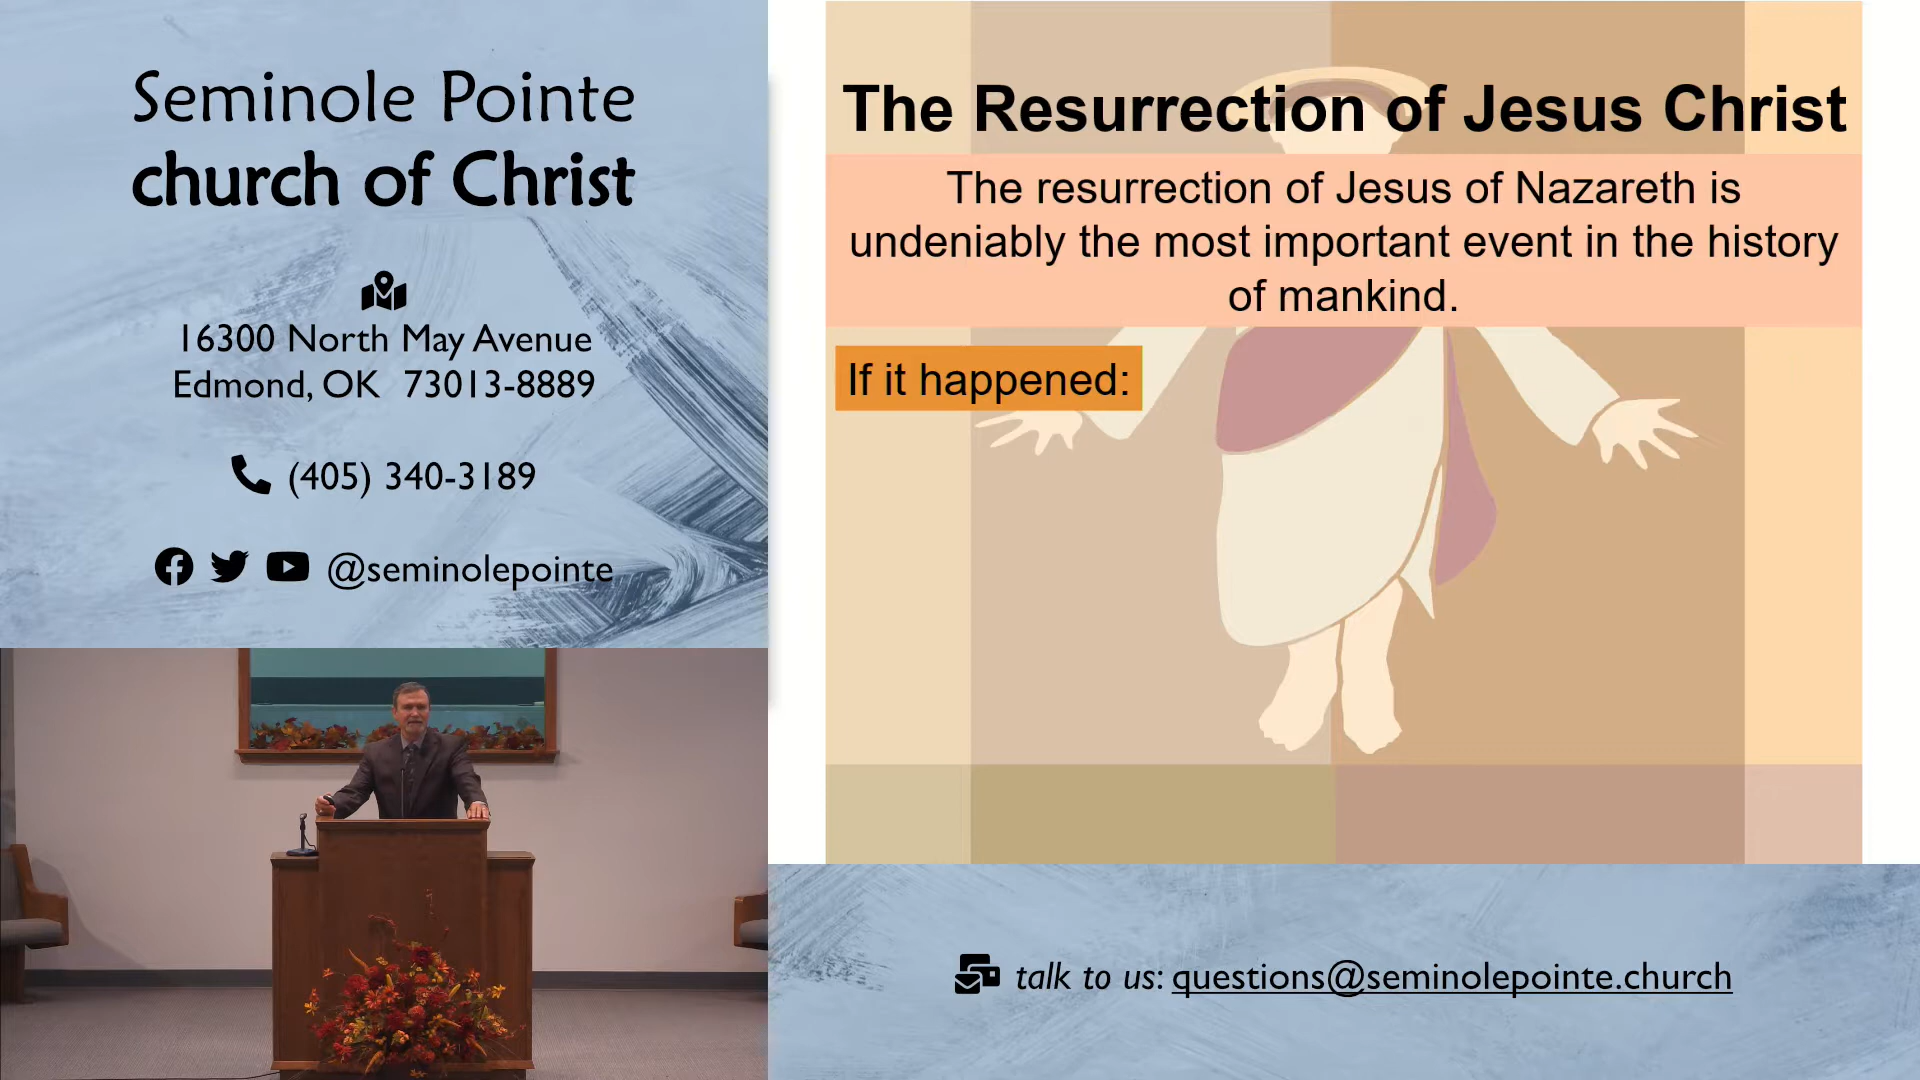 Seminole Pointe
church of Christ
16300 North May Avenue
Edmond, OK 73013-8889
(405) 340-3189
@seminolepointe
The Resurrection of Jesus Christ
The resurrection of Jesus of Nazareth is
undeniably the most important event in the history
of mankind.
If it happened:
talk to us: questions@seminolepointe.church